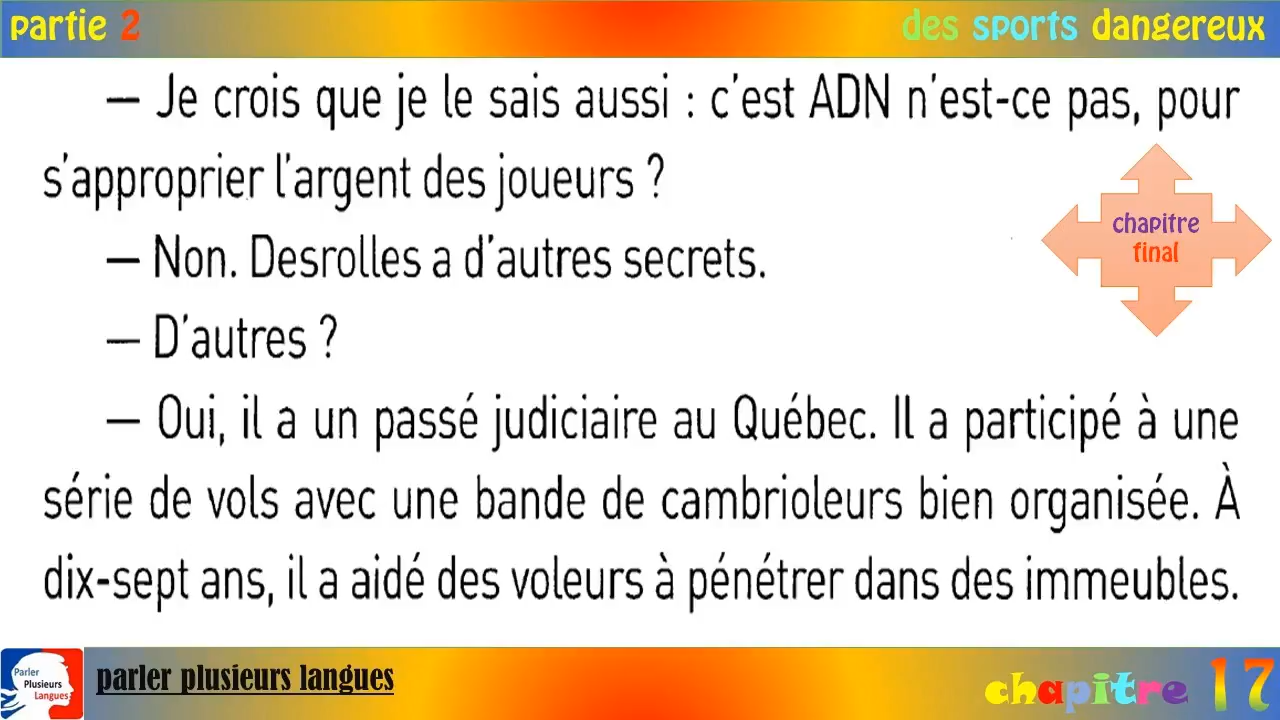 partie 2
des sports dangereux
— Je crois que je le sais aussi : c’est ADN n’est-ce pas, pour
s’approprier l’argent des joueurs ?
chapitre
final
— Non. Desrolles a d’autres secrets.
— D’autres ?
— Oui, il a un passé judiciaire au Québec. Il a participé à une
série de vols avec une bande de cambrioleurs bien organisée. À
dix-sept ans, il a aidé des voleurs à pénétrer dans des immeubles.
Parler
Plusieurs
Langues
parler plusieurs langues
chapitre 17